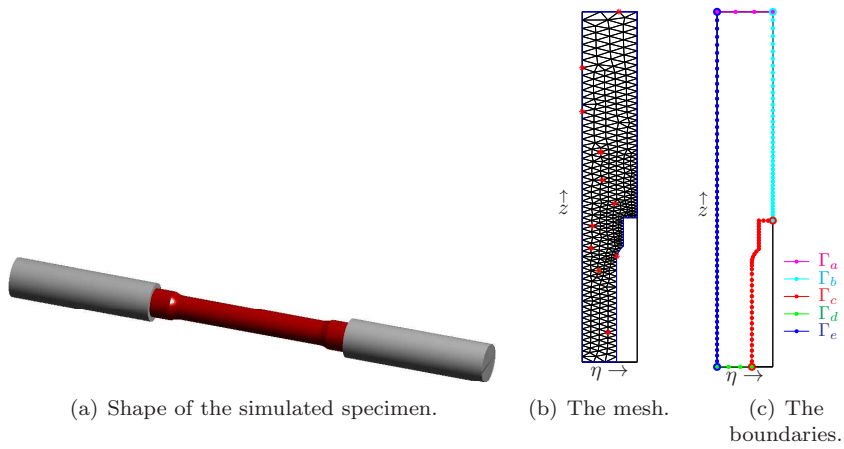 z →
η →
z →
η →
Γa
Γb
Γc
Γd
Γe
(a) Shape of the simulated specimen.
(b) The mesh.
(c) The
boundaries.